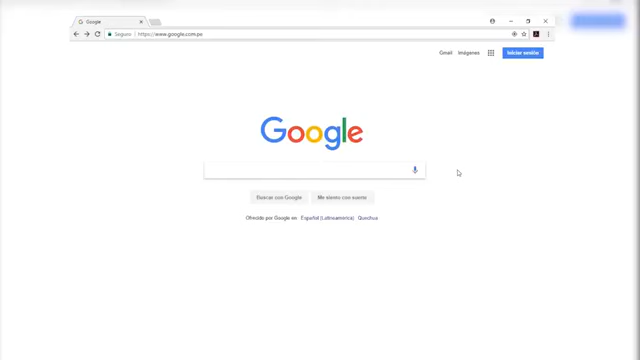 Google
Seguro
https://www.google.com.pe
Gmail
Imágenes
Iniciar sesión
Google
Buscar con Google
Me siento con suerte
Ofrecido por Google en Español (Latinoamérica) Quechua